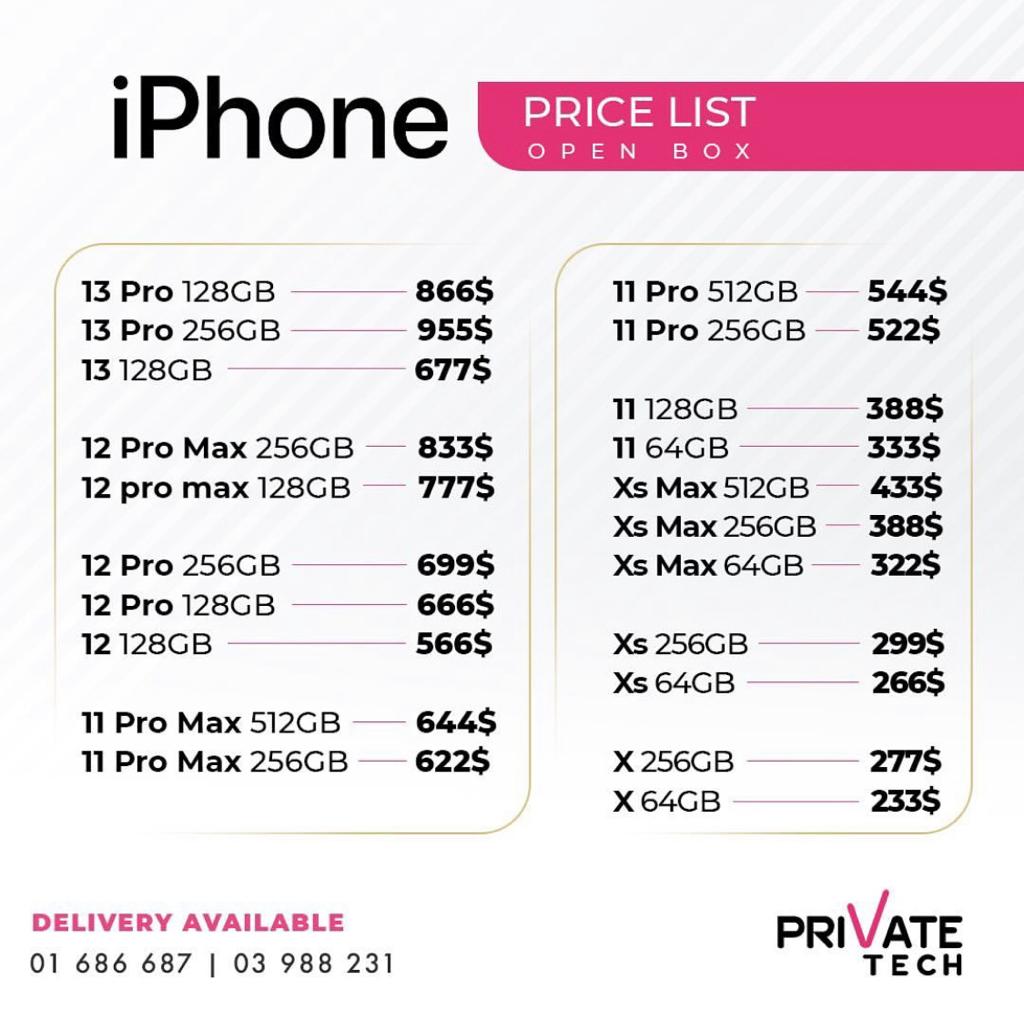 iPhone
PRICE LIST
OPEN BOX
13 Pro 128GB 866$
13 Pro 256GB 955$
13 128GB 677$
12 Pro Max 256GB 833$
12 pro max 128GB 777$
12 Pro 256GB 699$
12 Pro 128GB 666$
12 128GB 566$
11 Pro Max 512GB 644$
11 Pro Max 256GB 622$
11 Pro 512GB 544$
11 Pro 256GB 522$
11 128GB 388$
11 64GB 333$
Xs Max 512GB 433$
Xs Max 256GB 388$
Xs Max 64GB 322$
Xs 256GB 299$
Xs 64GB 266$
X 256GB 277$
X 64GB 233$
DELIVERY AVAILABLE
01 686 687 | 03 988 231
PRIVATE
TECH